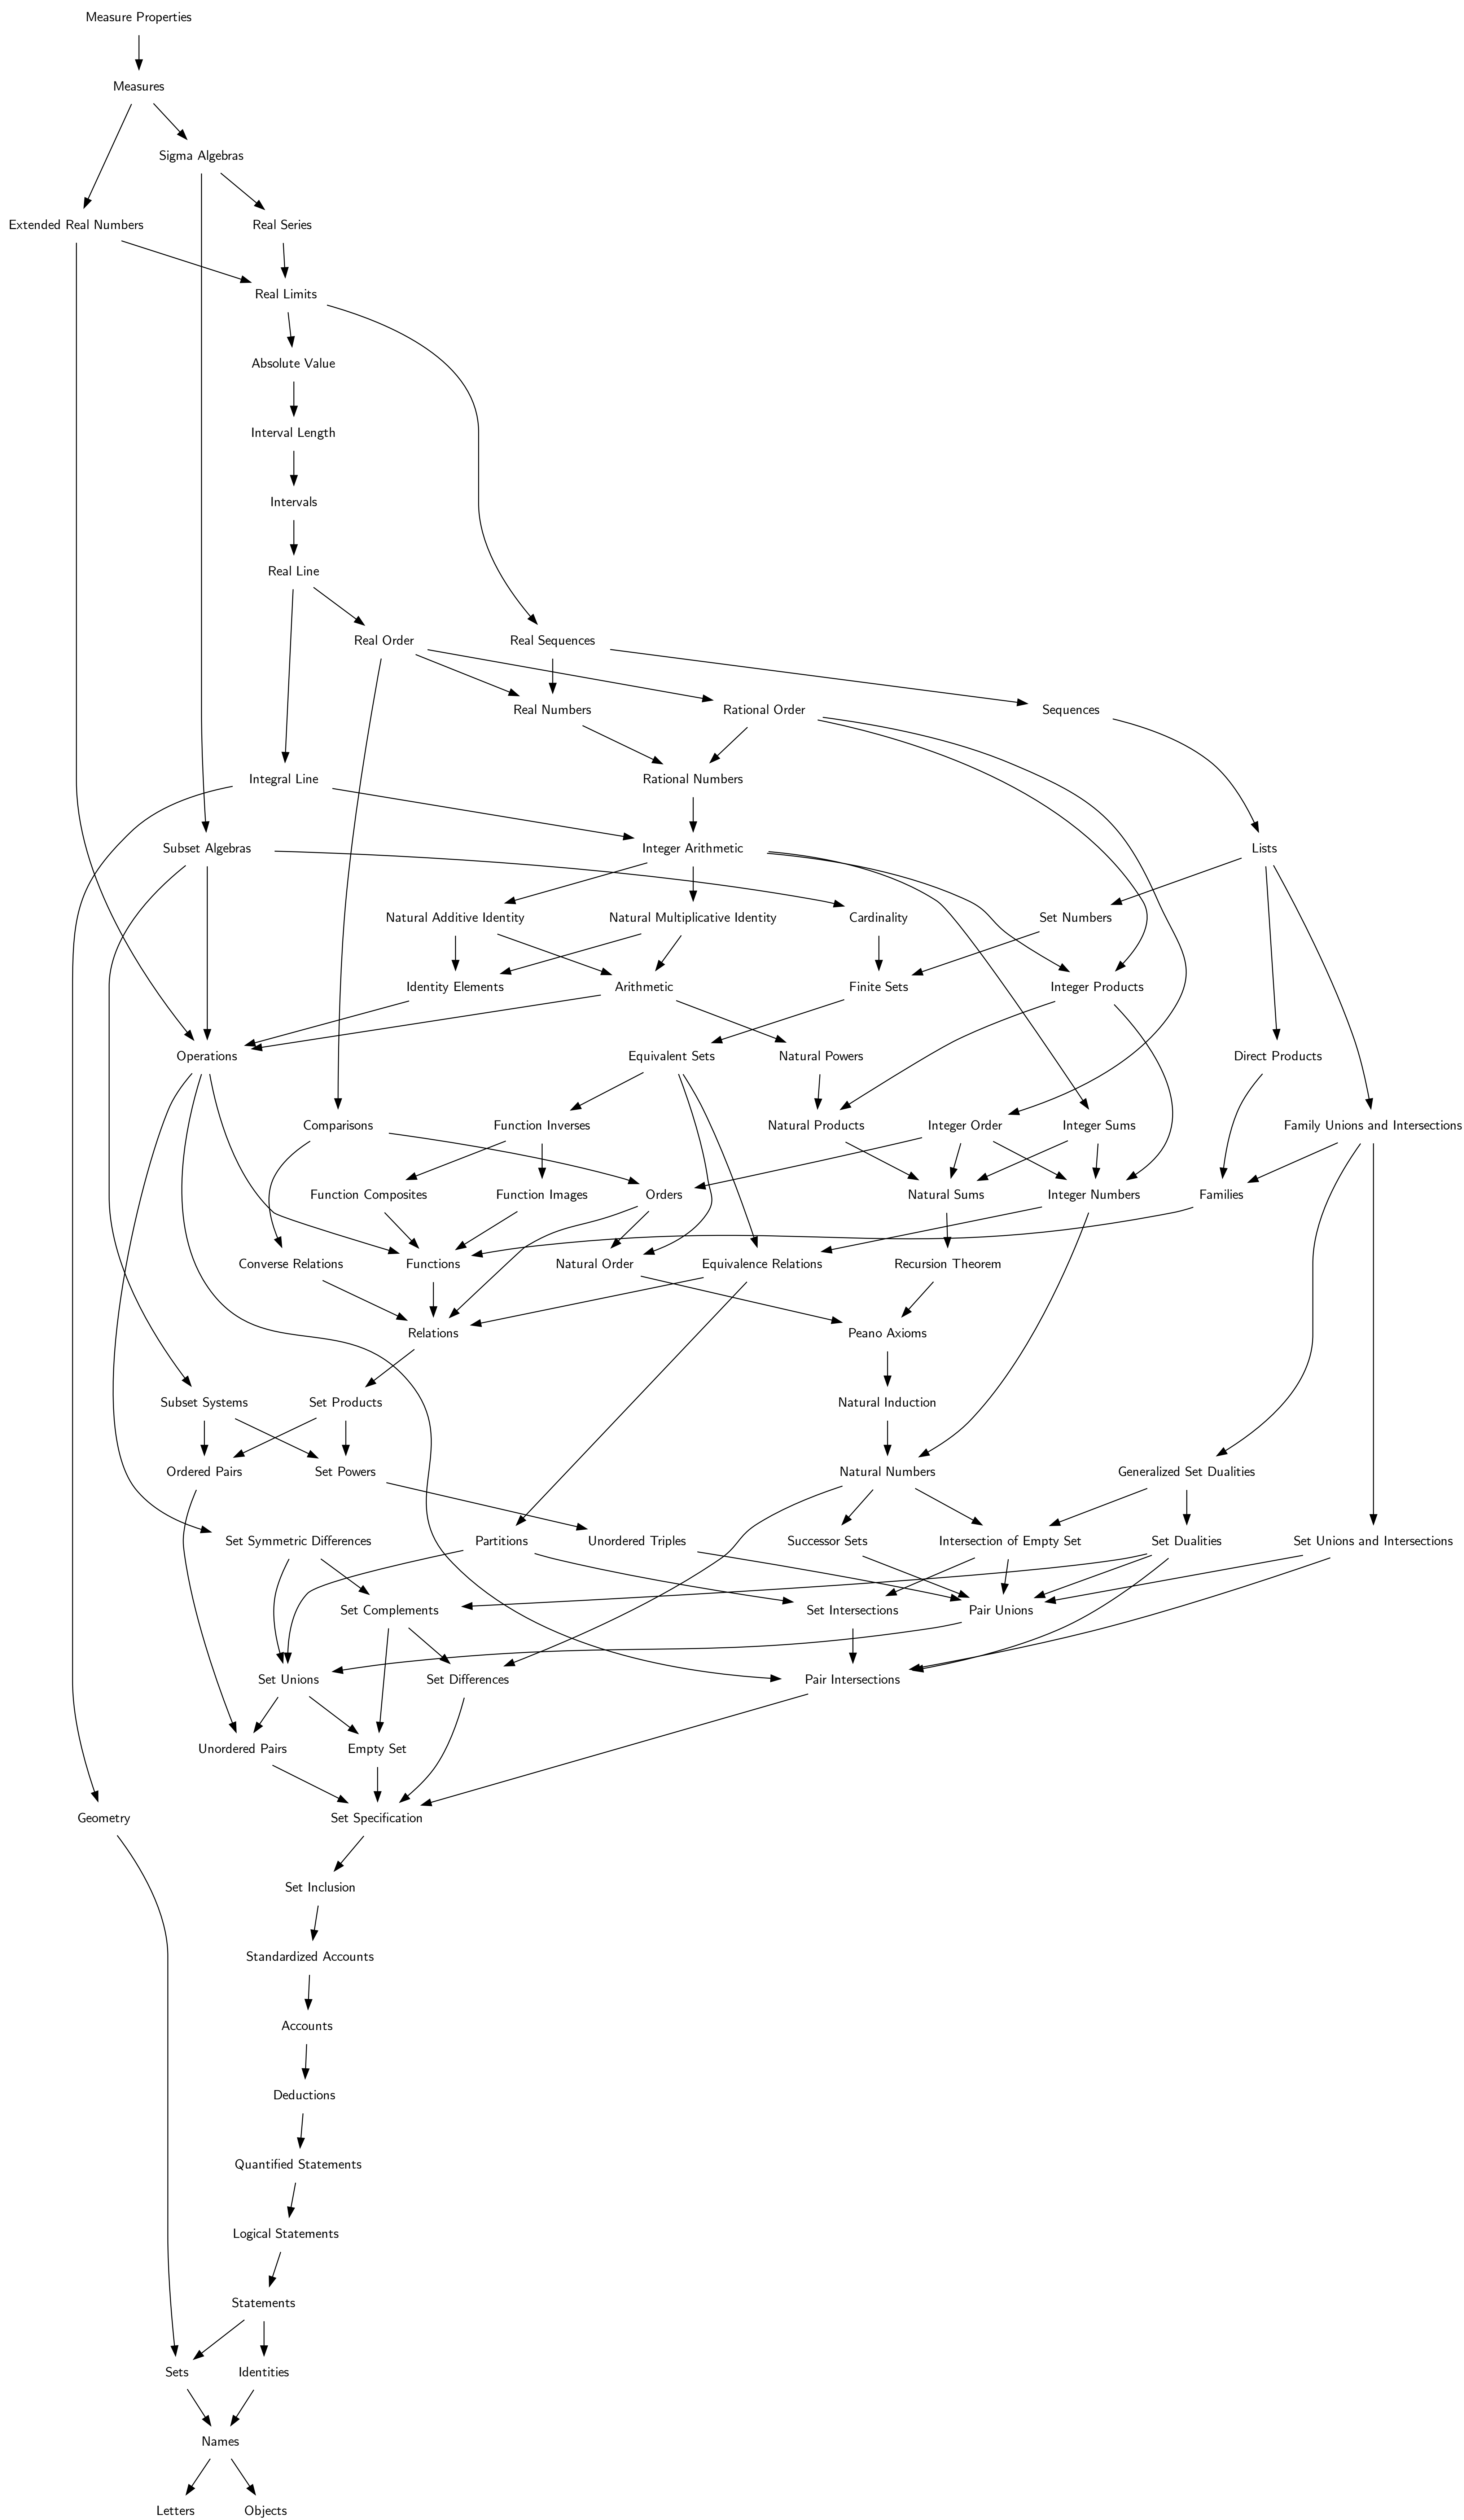 Measure Properties
Measures
Sigma Algebras
Extended Real Numbers
Real Series
Real Limits
Absolute Value
Interval Length
Intervals
Real Line
Real Order
Real Sequences
Real Numbers
Rational Order
Sequences
Integral Line
Rational Numbers
Subset Algebras
Integer Arithmetic
Lists
Natural Additive Identity
Natural Multiplicative Identity
Cardinality
Set Numbers
Identity Elements
Arithmetic
Finite Sets
Integer Products
Operations
Equivalent Sets
Natural Powers
Direct Products
Comparisons
Function Inverses
Natural Products
Integer Order
Integer Sums
Family Unions and Intersections
Function Composites
Function Images
Orders
Natural Sums
Integer Numbers
Families
Converse Relations
Functions
Natural Order
Equivalence Relations
Recursion Theorem
Relations
Peano Axioms
Subset Systems
Set Products
Natural Induction
Ordered Pairs
Set Powers
Natural Numbers
Generalized Set Dualities
Set Symmetric Differences
Partitions
Unordered Triples
Successor Sets
Intersection of Empty Set
Set Dualities
Set Unions and Intersections
Set Complements
Set Intersections
Pair Unions
Set Unions
Set Differences
Pair Intersections
Unordered Pairs
Empty Set
Geometry
Set Specification
Set Inclusion
Standardized Accounts
Accounts
Deductions
Quantified Statements
Logical Statements
Statements
Sets
Identities
Names
Letters
Objects